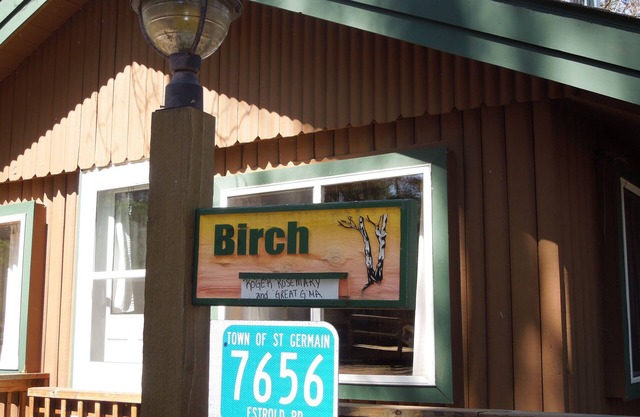 Birch
ROGER ROSEMARY
and GREAT G'MA
TOWN OF ST GERMAIN
7656
ESTROLD RD